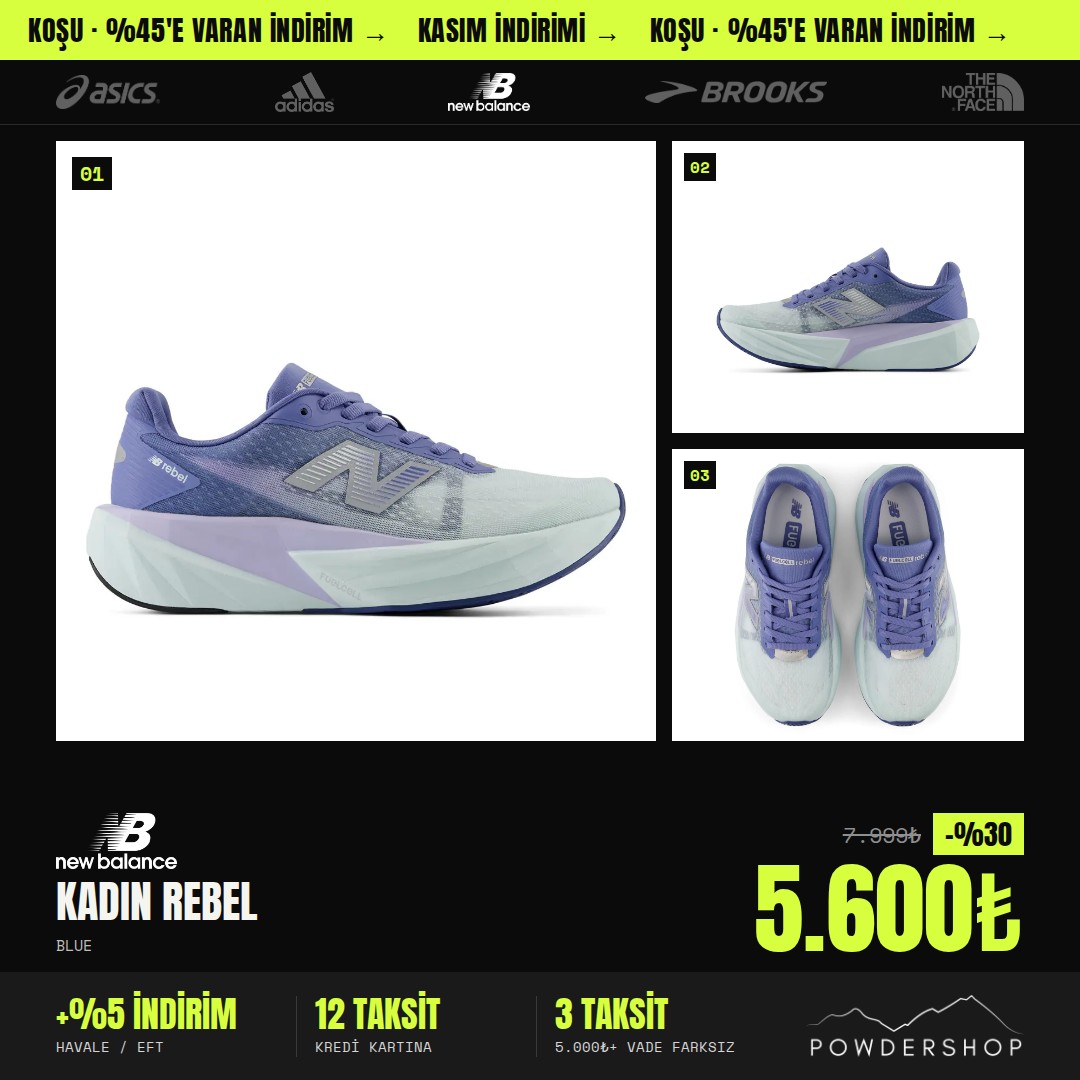 KOŞU · %45'E VARAN İNDİRİM → KASIM İNDİRİMİ → KOŞU · %45'E VARAN İNDİRİM →
asics adidas new balance BROOKS THE NORTH FACE
01
02
rebel
FUELCELL
03
new balance
KADIN REBEL
BLUE
7.999₺ -%30
5.600₺
+%5 İNDİRİM
HAVALE / EFT
12 TAKSİT
KREDİ KARTINA
3 TAKSİT
5.000₺+ VADE FARKSIZ
POWDERSHOP